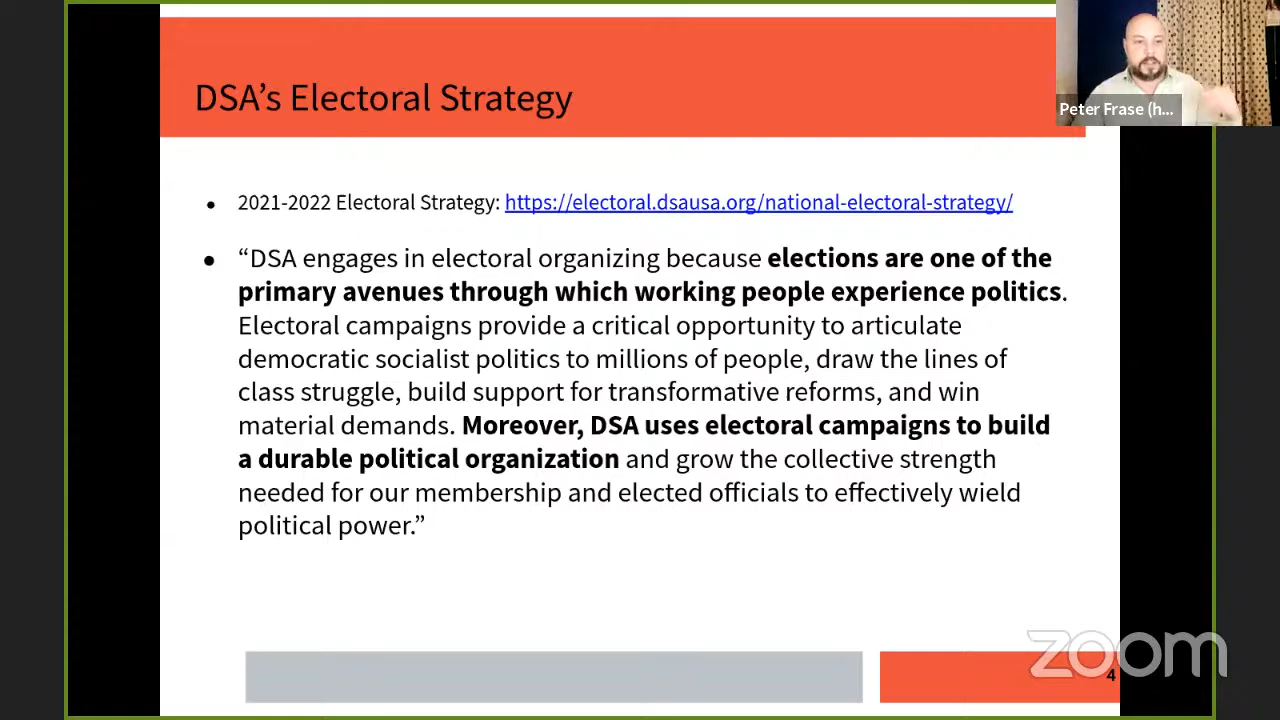 DSA’s Electoral Strategy
Peter Frase (h...
● 2021-2022 Electoral Strategy: https://electoral.dsausa.org/national-electoral-strategy/
● “DSA engages in electoral organizing because elections are one of the
primary avenues through which working people experience politics.
Electoral campaigns provide a critical opportunity to articulate
democratic socialist politics to millions of people, draw the lines of
class struggle, build support for transformative reforms, and win
material demands. Moreover, DSA uses electoral campaigns to build
a durable political organization and grow the collective strength
needed for our membership and elected officials to effectively wield
political power.”
zoom
4